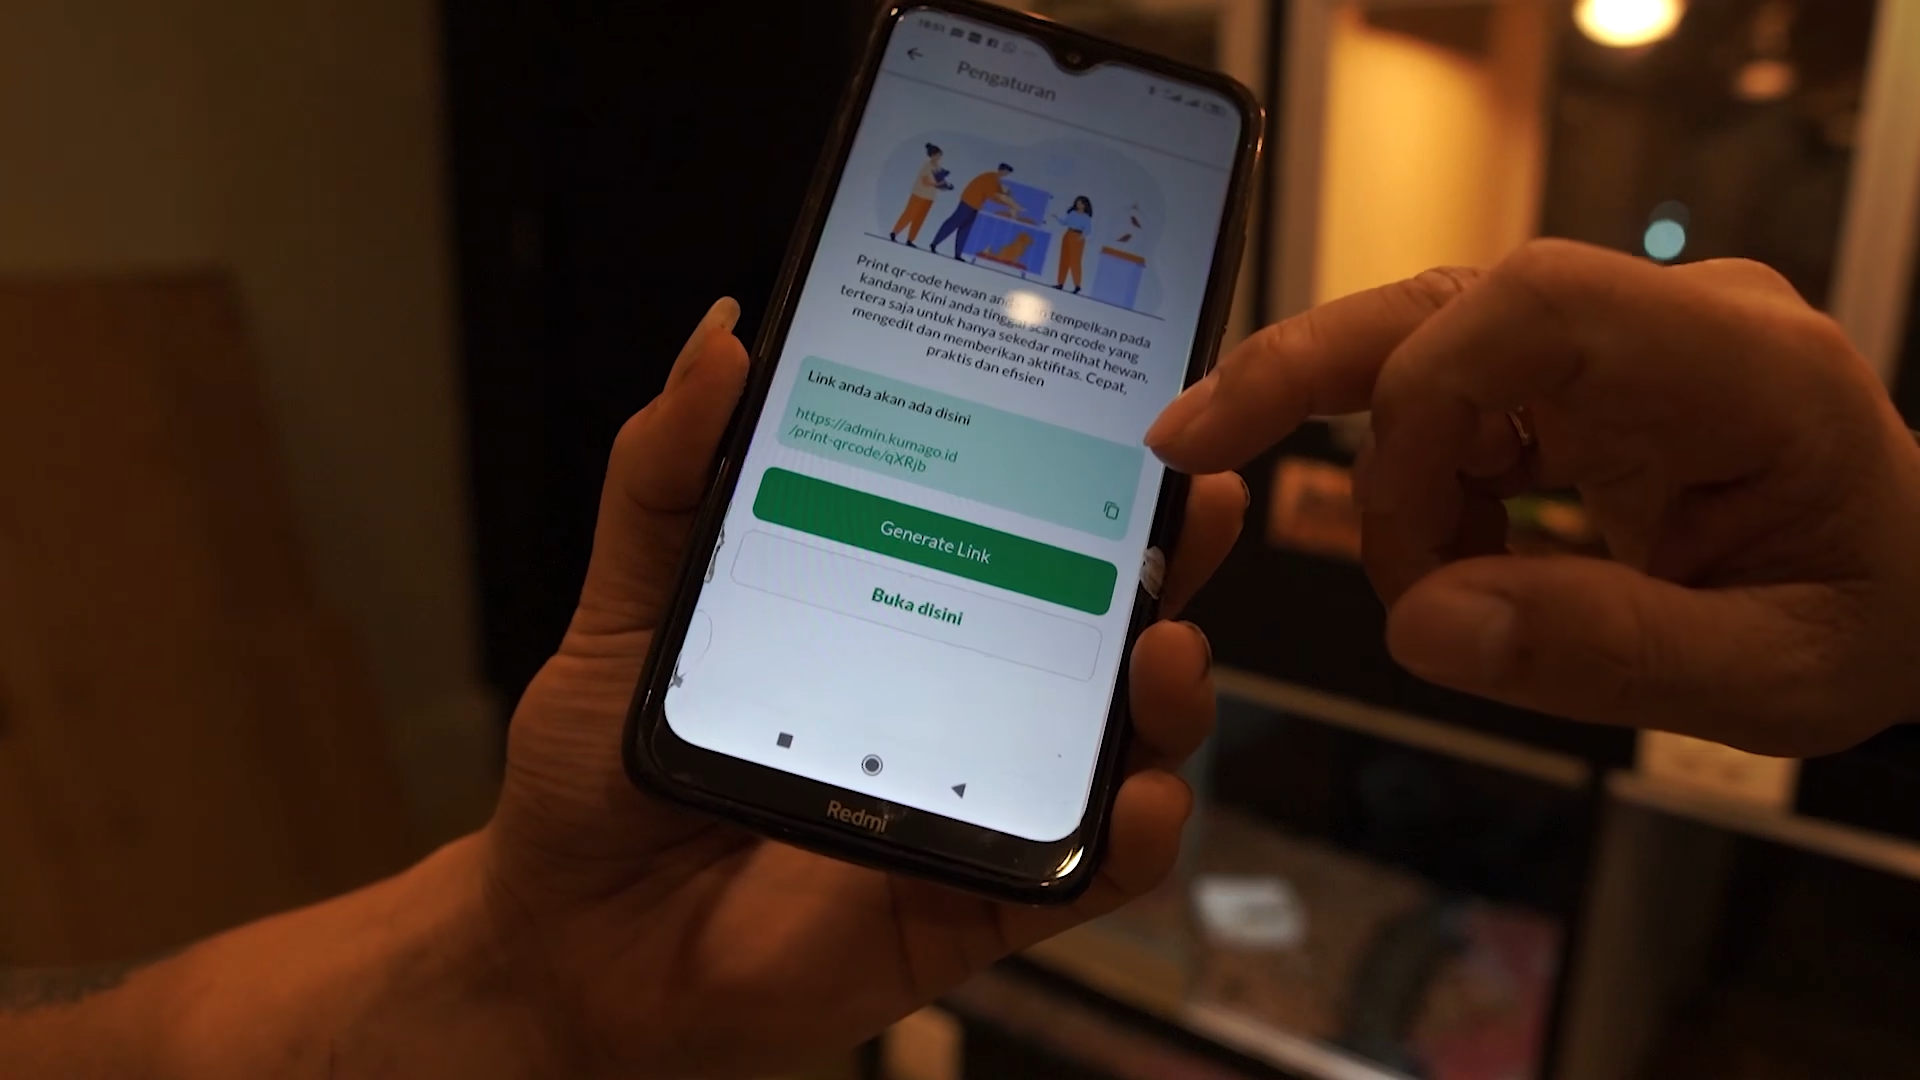 Pengaturan
Print qr-code hewan tempelkan pada
kandang. Kini anda tinggal scan qrcode yang
tertera saja untuk hanya sekedar melihat hewan,
mengedit dan memberikan aktifitas. Cepat,
praktis dan efisien
Link anda akan ada disini
https://admin.kumago.id
/print-qrcode/qXRjb
Generate Link
Buka disini
Redmi